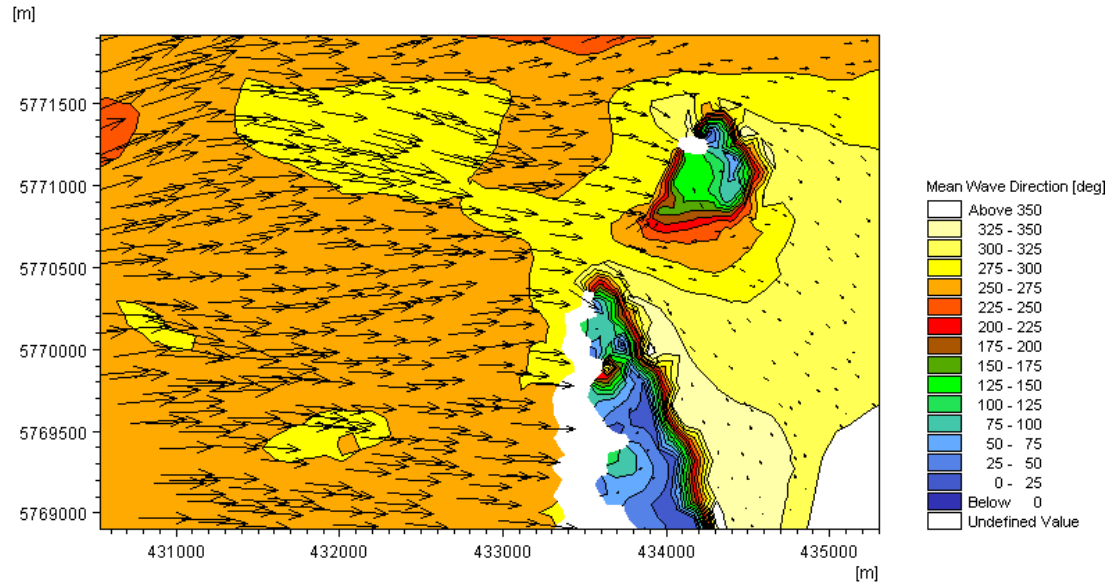 [m]
5771500
5771000
5770500
5770000
5769500
5769000
431000 432000 433000 434000 435000
[m]
Mean Wave Direction [deg]
Above 350
325 - 350
300 - 325
275 - 300
250 - 275
225 - 250
200 - 225
175 - 200
150 - 175
125 - 150
100 - 125
75 - 100
50 - 75
25 - 50
0 - 25
Below 0
Undefined Value